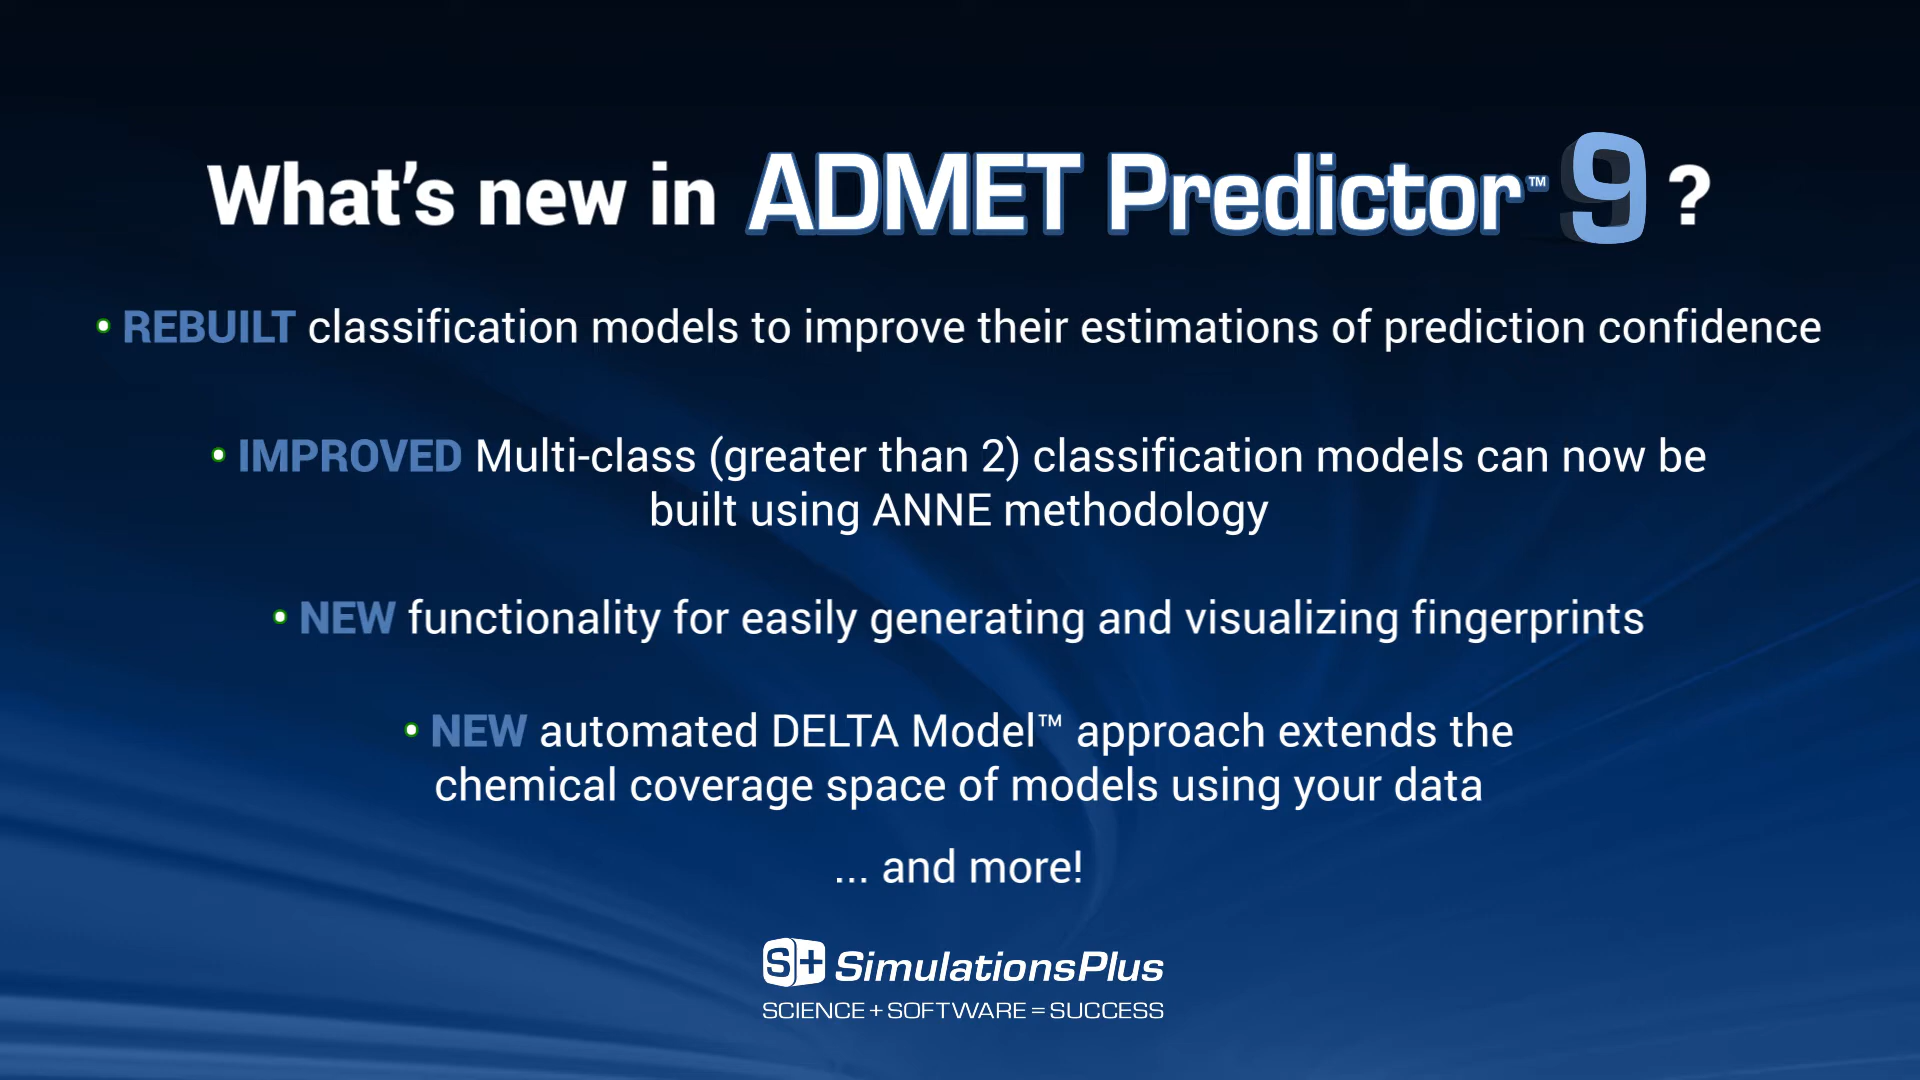 What's new in ADMET Predictor™ 9 ?
• REBUILT classification models to improve their estimations of prediction confidence
• IMPROVED Multi-class (greater than 2) classification models can now be
built using ANNE methodology
• NEW functionality for easily generating and visualizing fingerprints
• NEW automated DELTA Model™ approach extends the
chemical coverage space of models using your data
... and more!
S+ SimulationsPlus
SCIENCE + SOFTWARE = SUCCESS